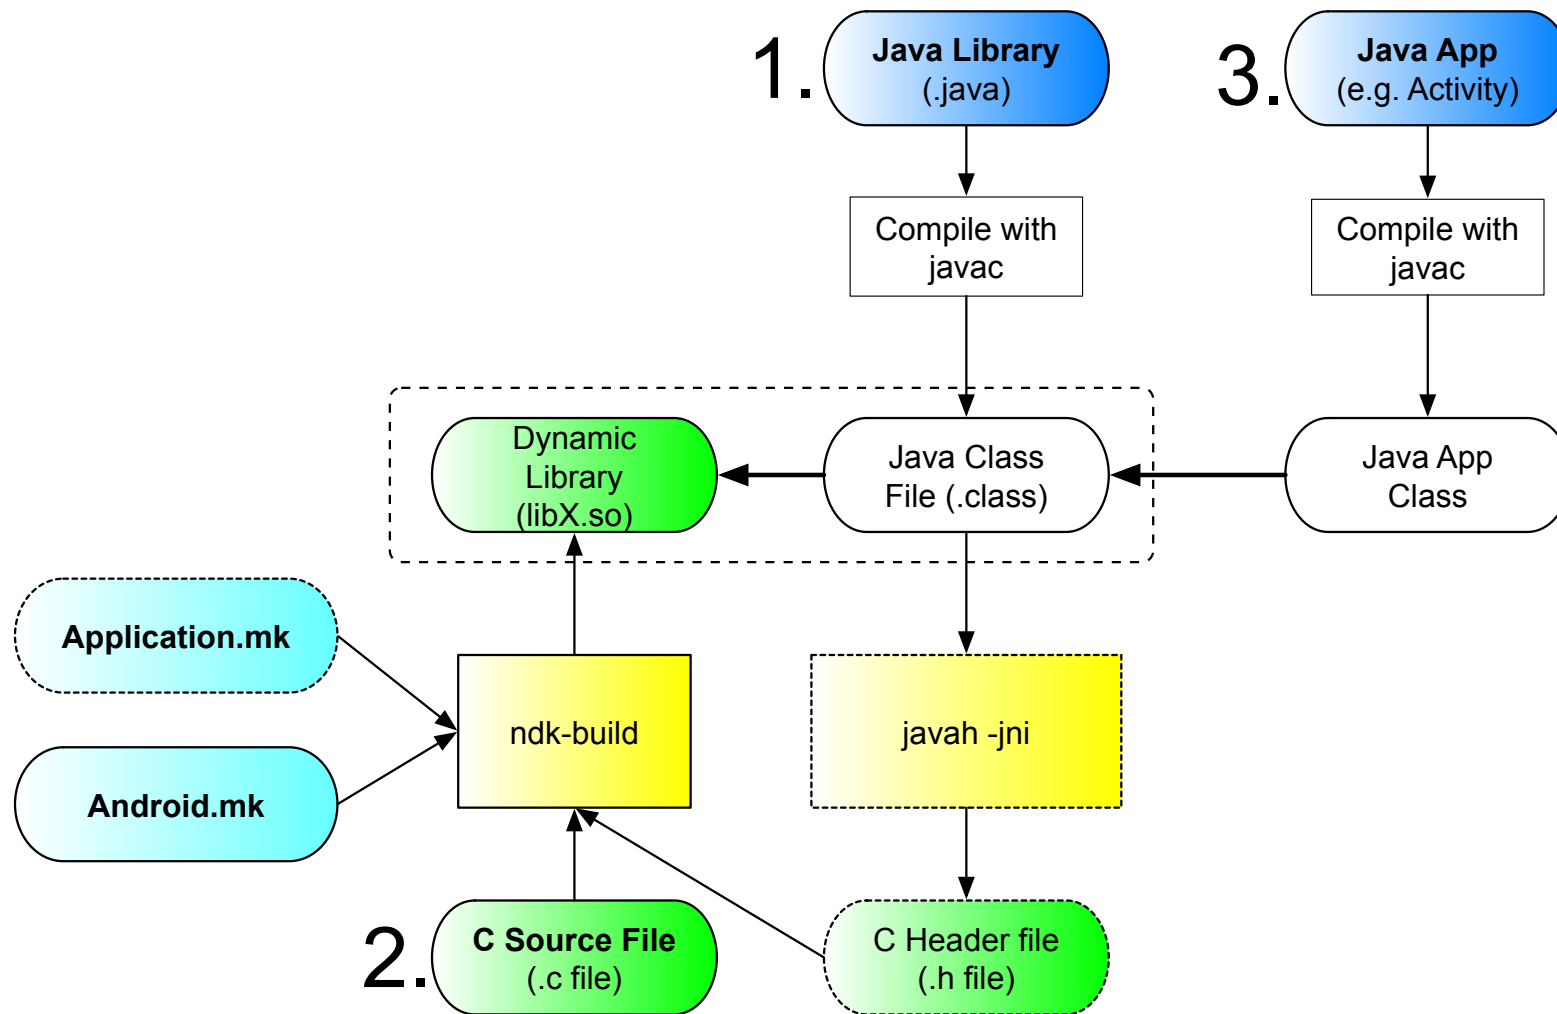 1.
Java Library
(.java)
3.
Java App
(e.g. Activity)
Compile with
javac
Compile with
javac
Dynamic
Library
(libX.so)
Java Class
File (.class)
Java App
Class
Application.mk
Android.mk
ndk-build
javah -jni
2.
C Source File
(.c file)
C Header file
(.h file)